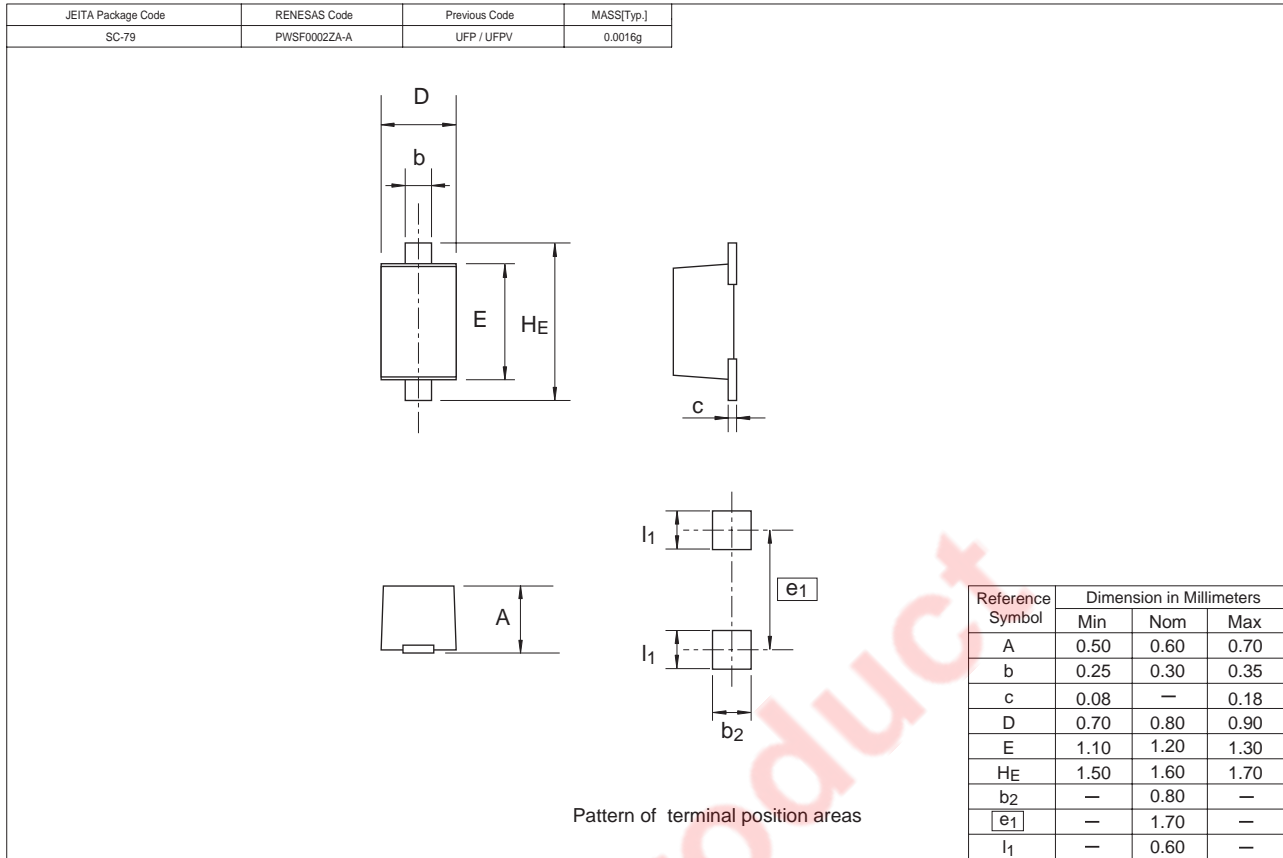 JEITA Package Code RENESAS Code Previous Code MASS[Typ.]
SC-79 PWSF0002ZA-A UFP / UFPV 0.0016g
D
b
E
HE
c
A
l1
e1
l1
b2
Pattern of terminal position areas
Reference Symbol Dimension in Millimeters
Min Nom Max
A 0.50 0.60 0.70
b 0.25 0.30 0.35
c 0.08 — 0.18
D 0.70 0.80 0.90
E 1.10 1.20 1.30
HE 1.50 1.60 1.70
b2 — 0.80 —
e1 — 1.70 —
l1 — 0.60 —
oduct